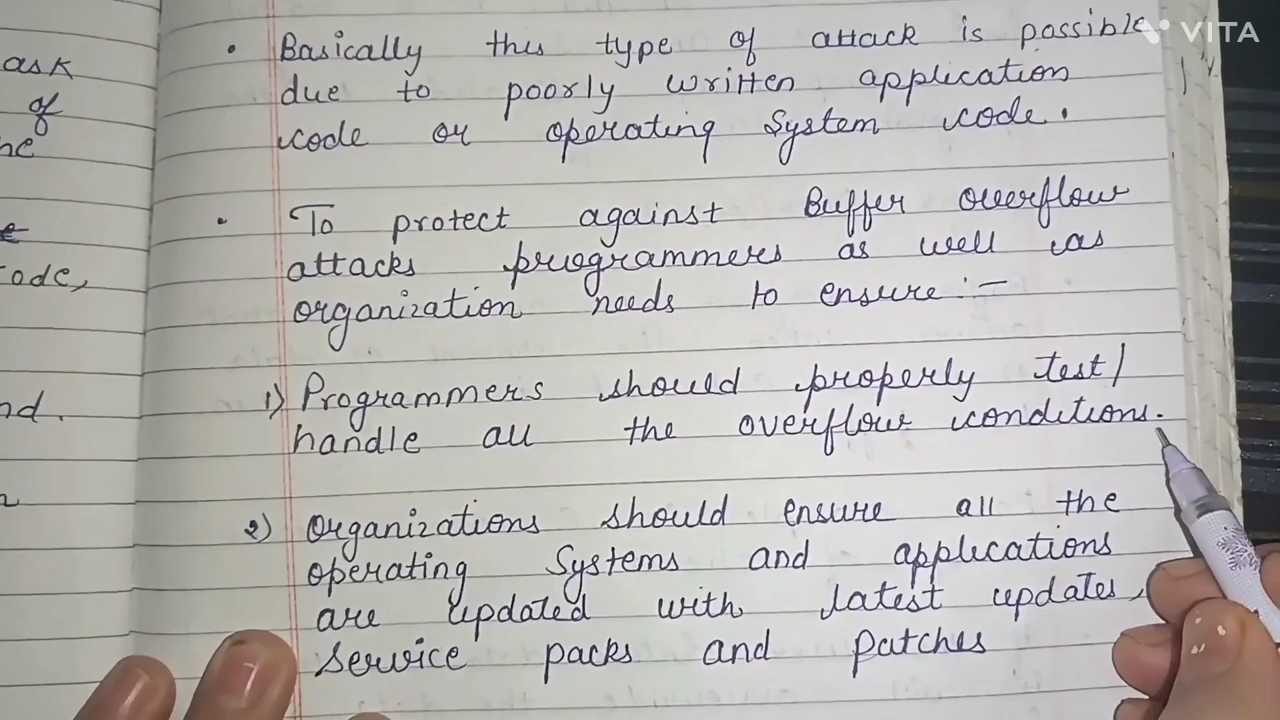 VITA
ask
of
ode,
nd.
• Basically this type of attack is possible
due to poorly written application
code or operating System code.
• To protect against Buffer overflow
attacks programmers as well as
organization needs to ensure :-
1) Programmers should properly test/
handle all the overflow conditions.
2) Organizations should ensure all the
operating Systems and applications
are updated with latest updates,
service packs and patches